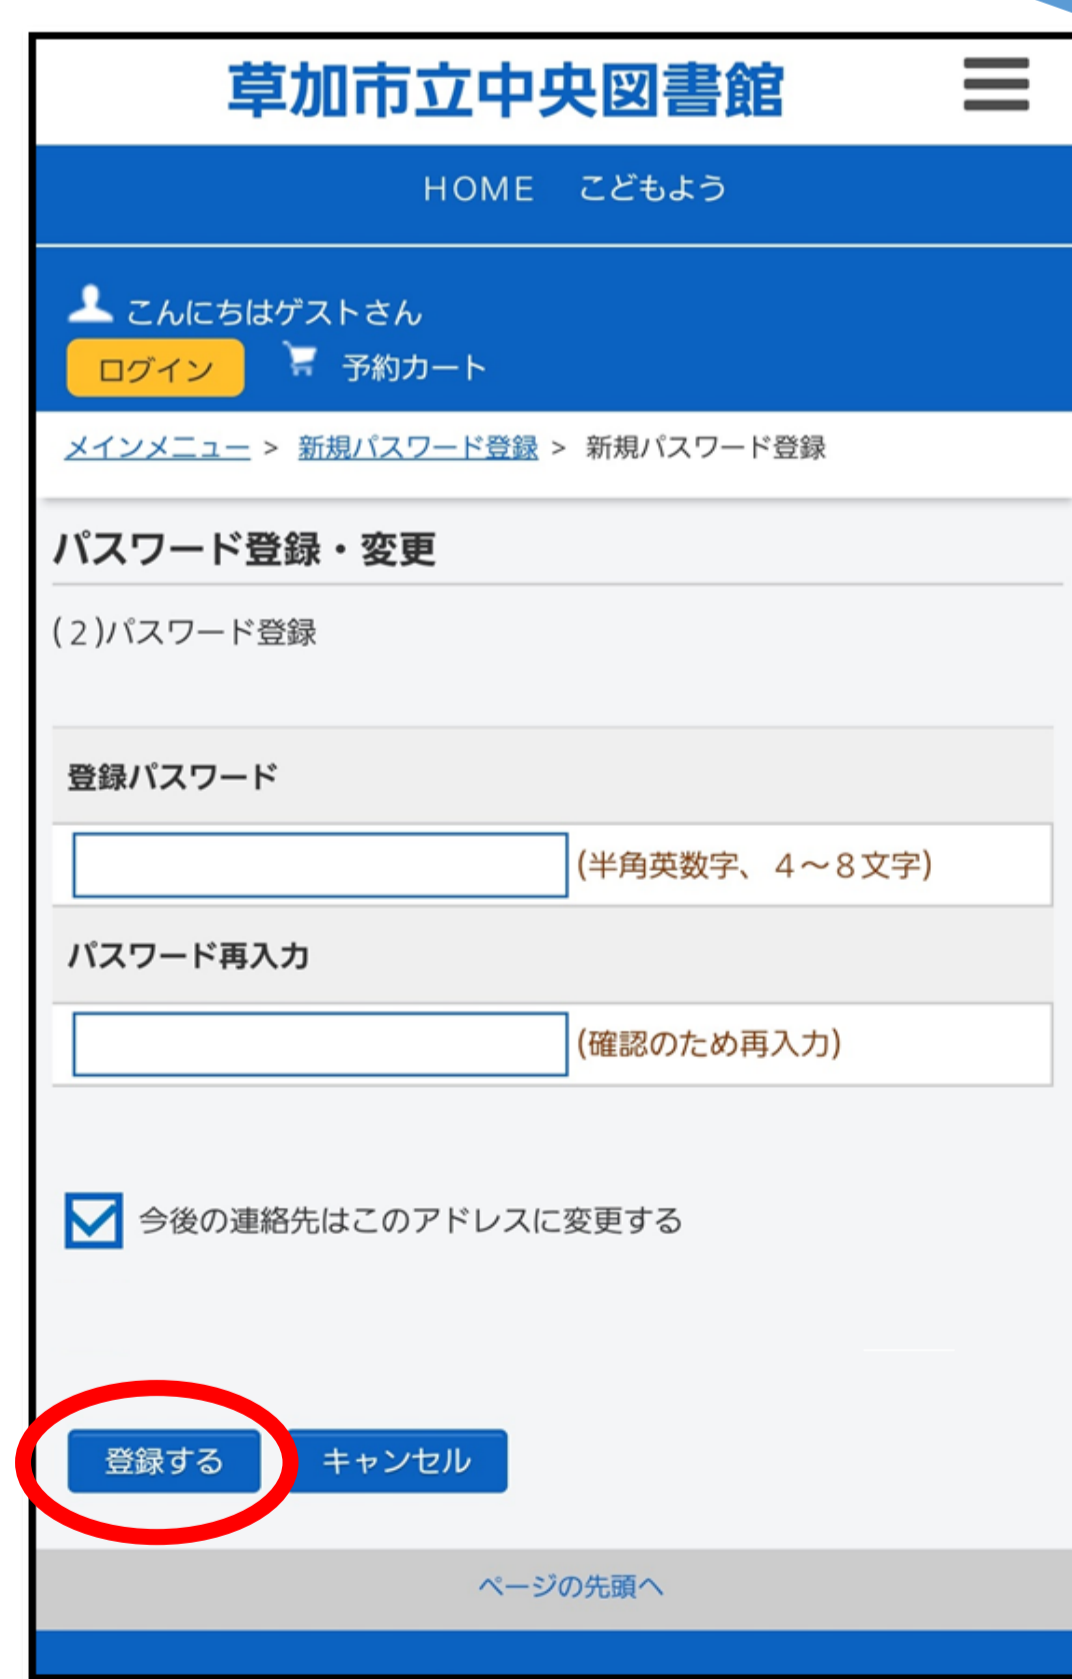 草加市立中央図書館
HOME こどもよう
こんにちはゲストさん
ログイン 予約カート
メインメニュー > 新規パスワード登録 > 新規パスワード登録
パスワード登録・変更
(２)パスワード登録
登録パスワード
(半角英数字、４～８文字)
パスワード再入力
(確認のため再入力)
今後の連絡先はこのアドレスに変更する
登録する キャンセル
ページの先頭へ